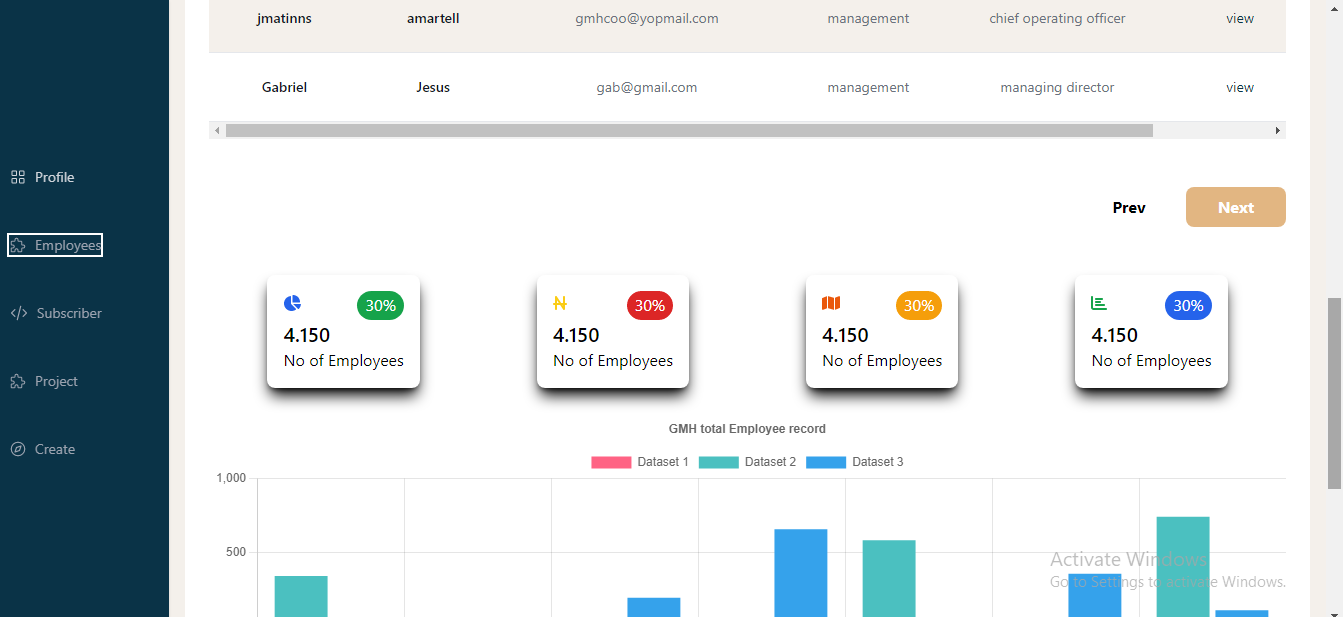 jmatinns amartell gmhcoo@yopmail.com management chief operating officer view
Gabriel Jesus gab@gmail.com management managing director view
Profile
Prev Next
Employees
30% 30% 30% 30%
Subscriber
4.150 4.150 4.150 4.150
No of Employees No of Employees No of Employees No of Employees
Project
GMH total Employee record
Create
Dataset 1 Dataset 2 Dataset 3
1,000
500
Activate Windows
Go to Settings to activate Windows.